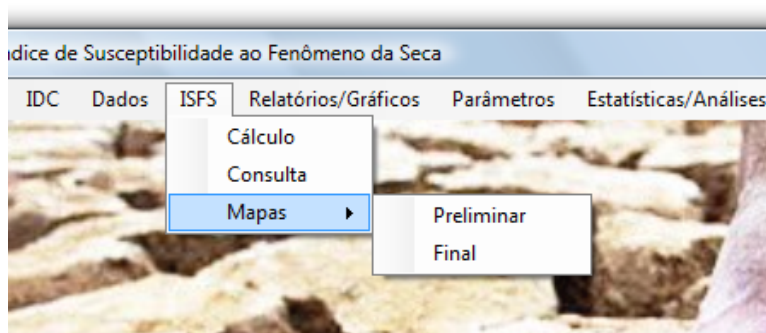 de Susceptibilidade ao Fenômeno da Seca
IDC Dados ISFS Relatórios/Gráficos Parâmetros Estatísticas/Análises
Cálculo
Consulta
Mapas
Preliminar
Final